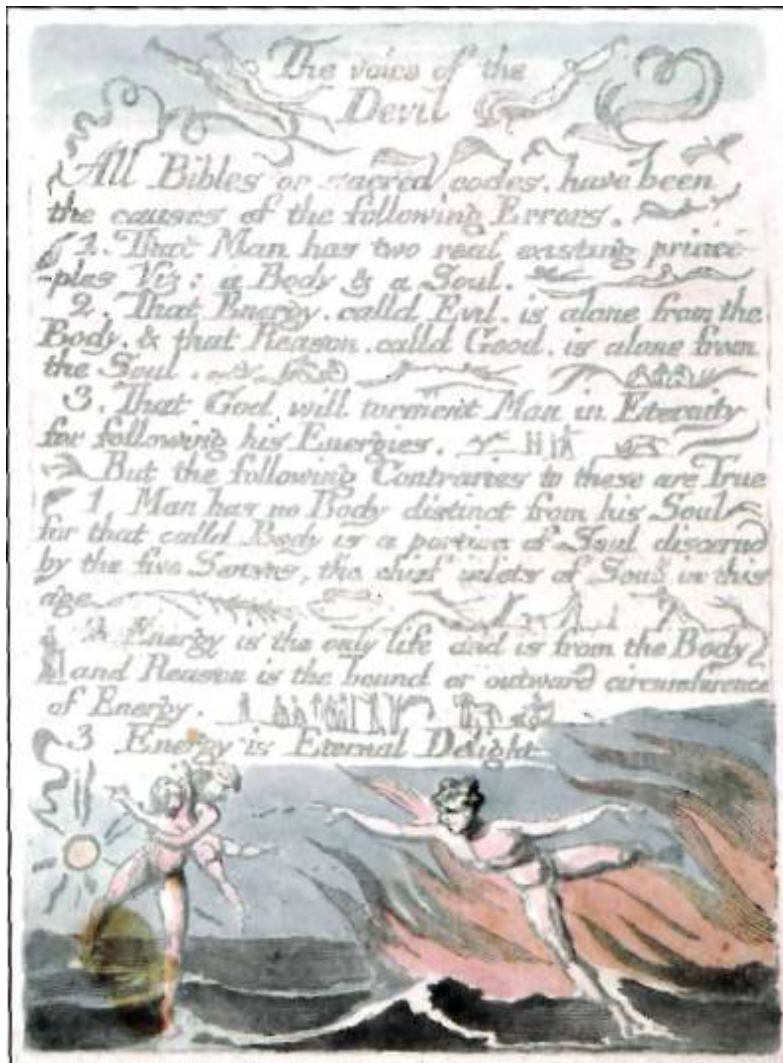 The voice of the
Devil
All Bibles or sacred codes. have been
the causes of the following Errors.
1. That Man has two real existing princi-
-ples Viz: a Body & a Soul.
2. That Energy. calld Evil. is alone from the
Body. & that Reason. calld Good. is alone from
the Soul.
3. That God will torment Man in Eternity
for following his Energies.
But the following Contraries to these are True
1 Man has no Body distinct from his Soul
for that calld Body is a portion of Soul discernd
by the five Senses, the chief inlets of Soul in this
age
2 Energy is the only life and is from the Body
and Reason is the bound or outward circumference
of Energy.
3 Energy is Eternal Delight